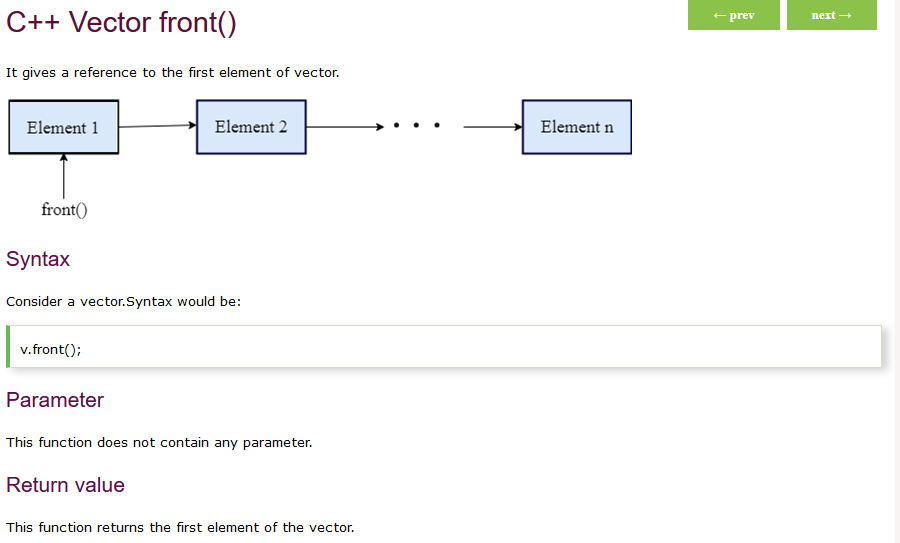 C++ Vector front()
← prev
next →
It gives a reference to the first element of vector.
Element 1
Element 2
• • •
Element n
front()
Syntax
Consider a vector.Syntax would be:
v.front();
Parameter
This function does not contain any parameter.
Return value
This function returns the first element of the vector.